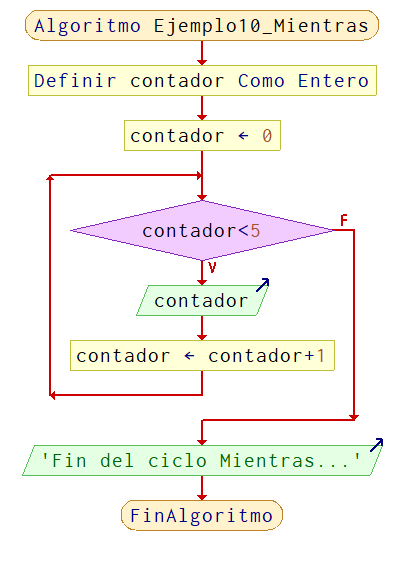 Algoritmo Ejemplo10_Mientras
Definir contador Como Entero
contador ← 0
contador<5
F
V
contador
contador ← contador+1
'Fin del ciclo Mientras...'
FinAlgoritmo